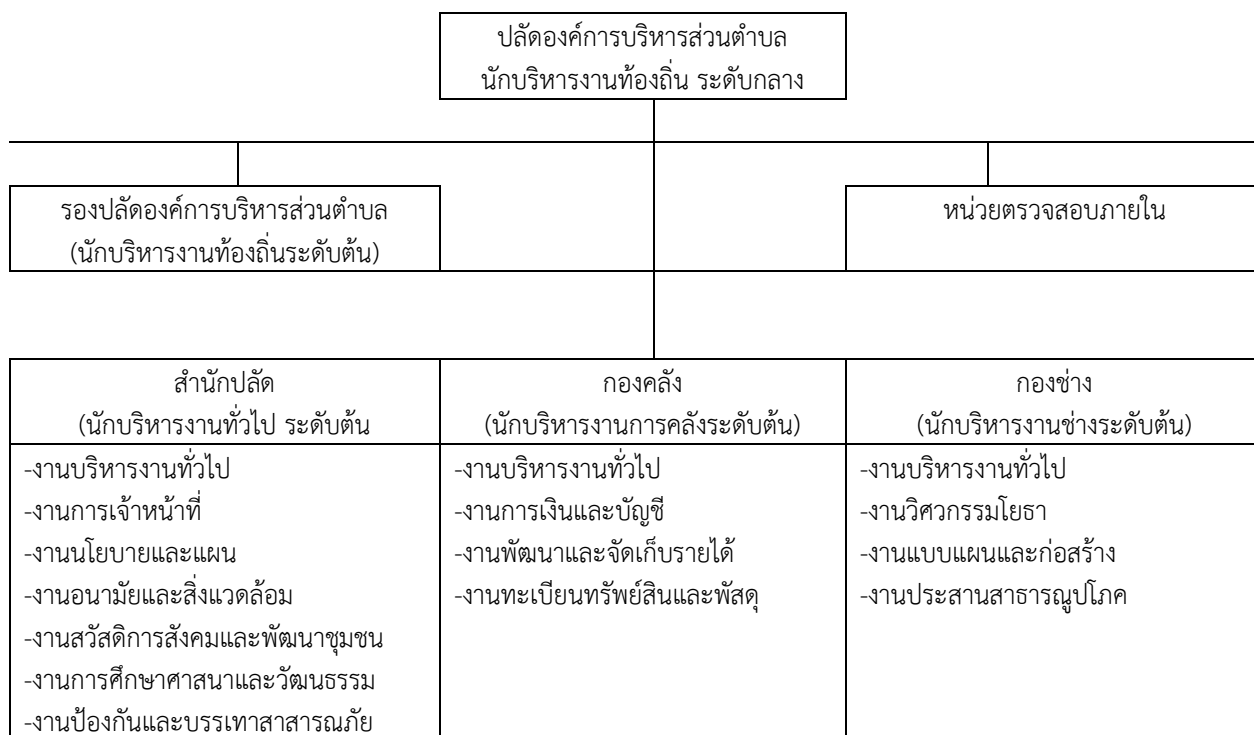 ปลัดองค์การบริหารส่วนตำบล
นักบริหารงานท้องถิ่น ระดับกลาง
รองปลัดองค์การบริหารส่วนตำบล
(นักบริหารงานท้องถิ่นระดับต้น)
หน่วยตรวจสอบภายใน
สำนักปลัด
(นักบริหารงานทั่วไป ระดับต้น
-งานบริหารงานทั่วไป
-งานการเจ้าหน้าที่
-งานนโยบายและแผน
-งานอนามัยและสิ่งแวดล้อม
-งานสวัสดิการสังคมและพัฒนาชุมชน
-งานการศึกษาศาสนาและวัฒนธรรม
-งานป้องกันและบรรเทาสาสารณภัย
กองคลัง
(นักบริหารงานการคลังระดับต้น)
-งานบริหารงานทั่วไป
-งานการเงินและบัญชี
-งานพัฒนาและจัดเก็บรายได้
-งานทะเบียนทรัพย์สินและพัสดุ
กองช่าง
(นักบริหารงานช่างระดับต้น)
-งานบริหารงานทั่วไป
-งานวิศวกรรมโยธา
-งานแบบแผนและก่อสร้าง
-งานประสานสาธารณูปโภค